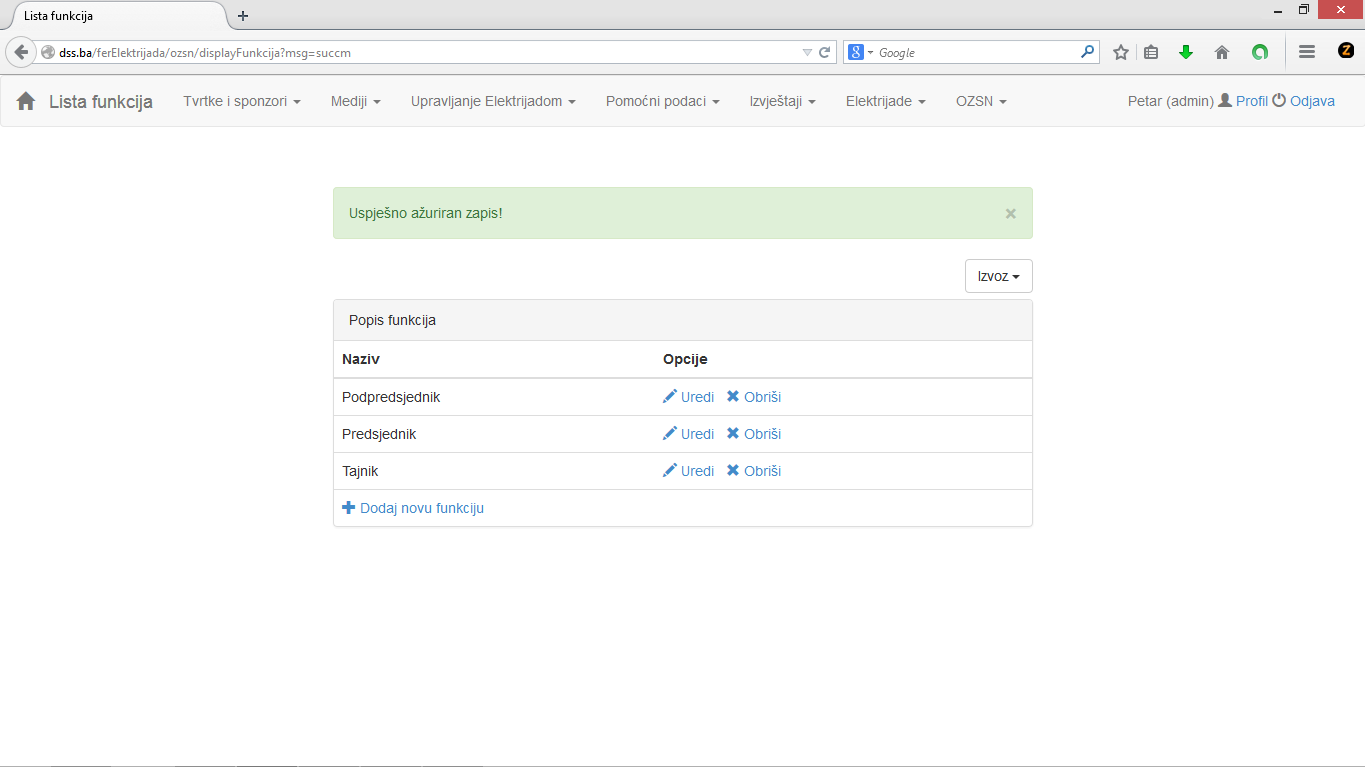 Lista funkcija
dss.ba/ferElektrijada/ozsn/displayFunkcija?msg=succm
Google
Lista funkcija Tvrtke i sponzori Mediji Upravljanje Elektrijadom Pomoćni podaci Izvještaji Elektrijade OZSN Petar (admin) Profil Odjava
Uspješno ažuriran zapis! ×
Izvoz
Popis funkcija
Naziv Opcije
Podpredsjednik Uredi Obriši
Predsjednik Uredi Obriši
Tajnik Uredi Obriši
Dodaj novu funkciju